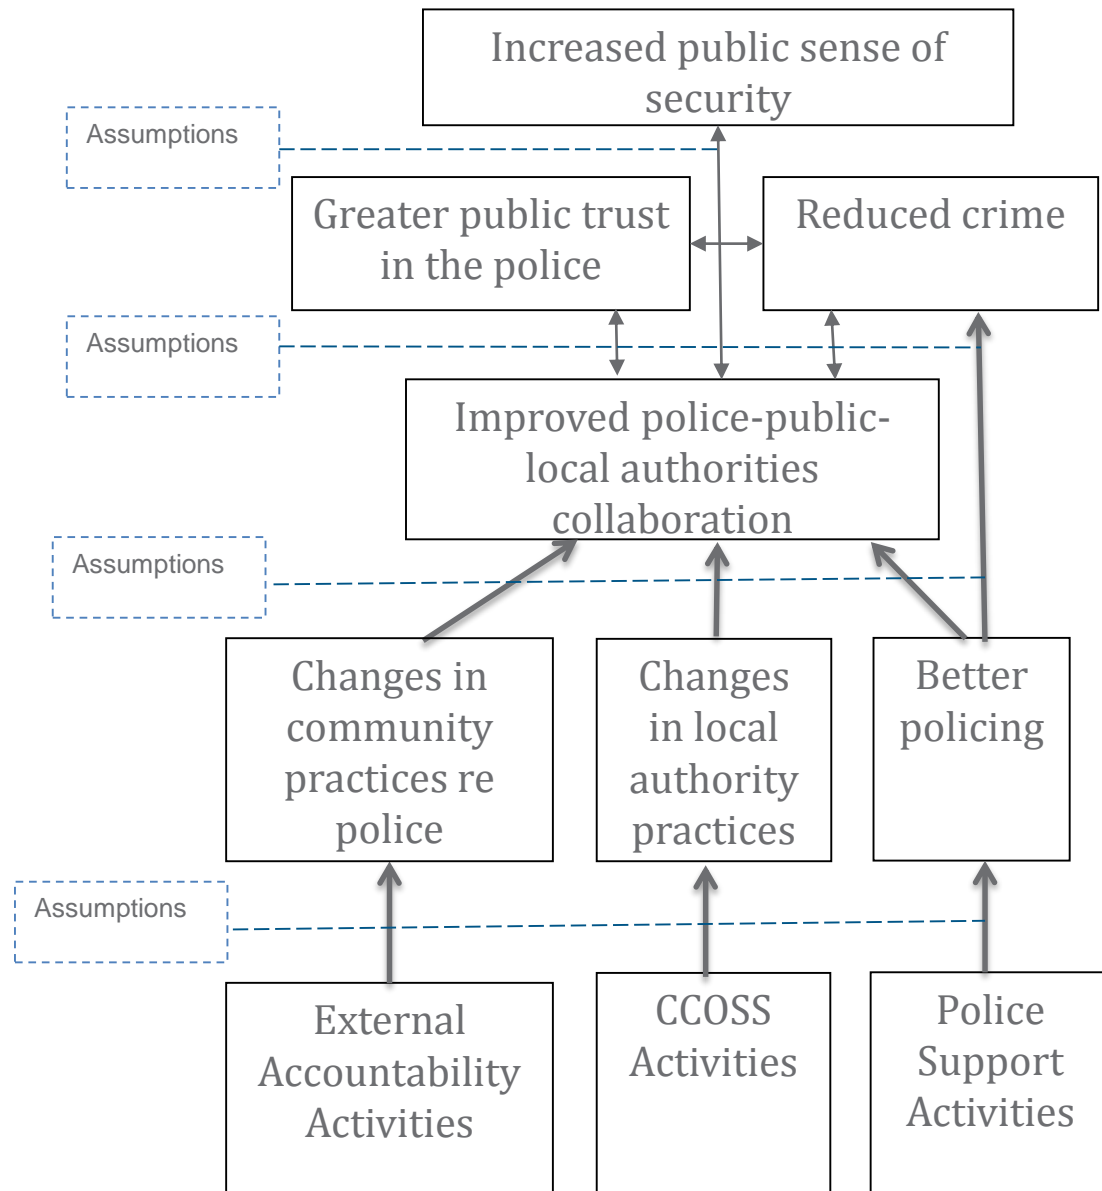 Increased public sense of
security
Assumptions
Greater public trust
in the police
Reduced crime
Assumptions
Improved police-public-
local authorities
collaboration
Assumptions
Changes in
community
practices re
police
Changes
in local
authority
practices
Better
policing
Assumptions
External
Accountability
Activities
CCOSS
Activities
Police
Support
Activities